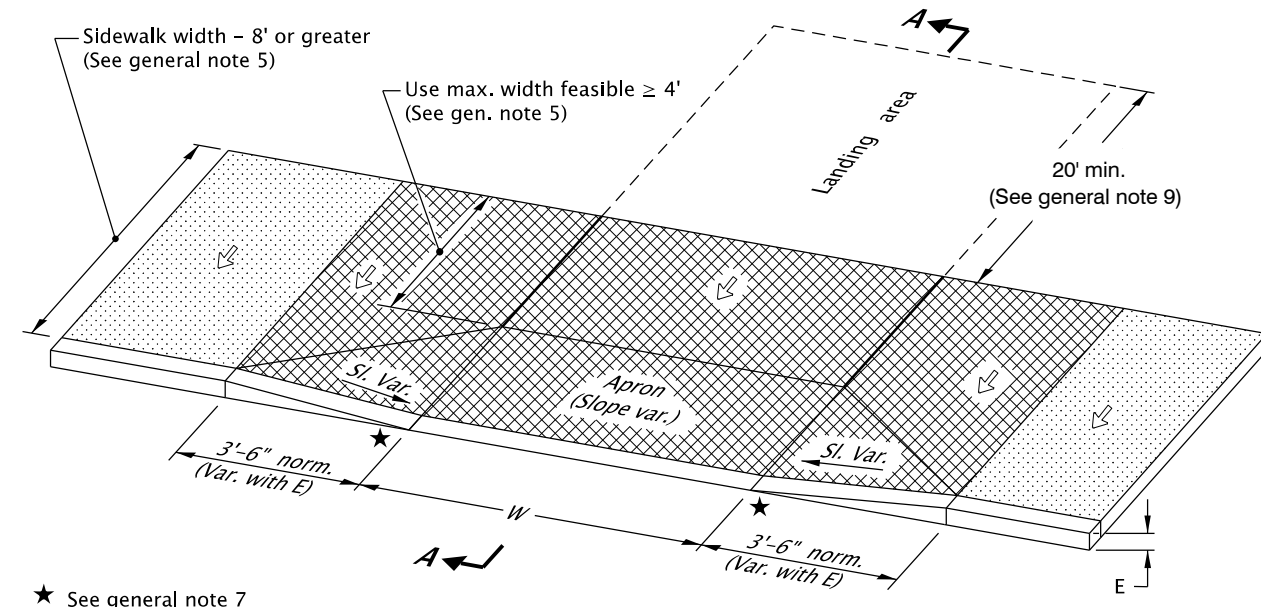 Sidewalk width – 8' or greater
(See general note 5)
A
Use max. width feasible ≥ 4'
(See gen. note 5)
Landing area
20' min.
(See general note 9)
Sl. Var.
Apron
(Slope var.)
Sl. Var.
3'–6" norm.
(Var. with E)
W
A
3'–6" norm.
(Var. with E)
E
★ See general note 7